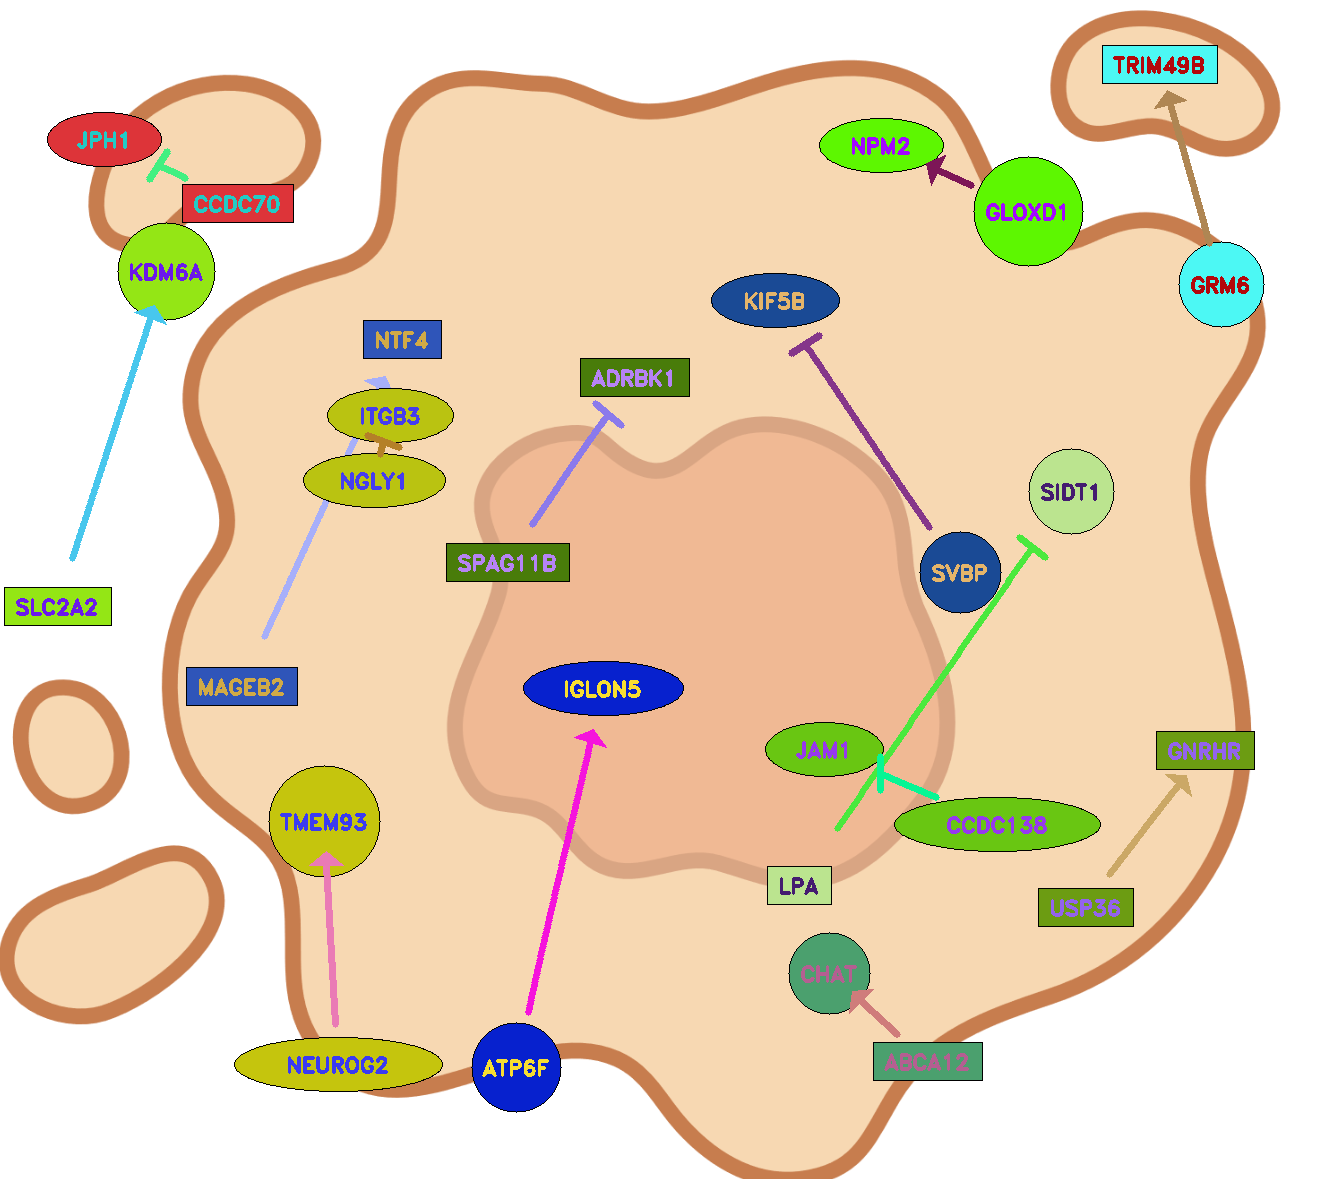 TRIM49B
JPH1
NPM2
CCDC70
GLOXD1
KDM6A
GRM6
KIF5B
NTF4
ADRBK1
ITGB3
NGLY1
SIDT1
SPAG11B
SVBP
SLC2A2
MAGEB2
IGLON5
JAM1
GNRHR
TMEM93
CCDC138
LPA
USP36
CHAT
NEUROG2
ATP6F
ABCA12